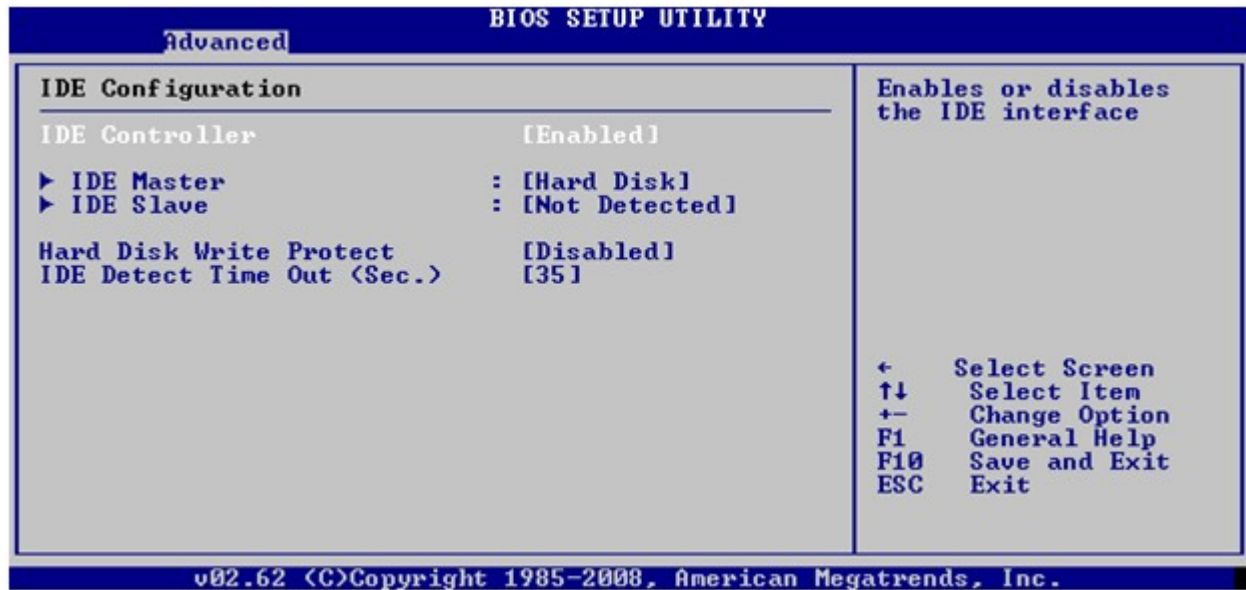 BIOS SETUP UTILITY
Advanced
IDE Configuration
IDE Controller [Enabled]
► IDE Master : [Hard Disk]
► IDE Slave : [Not Detected]
Hard Disk Write Protect [Disabled]
IDE Detect Time Out (Sec.) [35]
Enables or disables
the IDE interface
← Select Screen
↑↓ Select Item
+- Change Option
F1 General Help
F10 Save and Exit
ESC Exit
v02.62 (C)Copyright 1985-2008, American Megatrends, Inc.